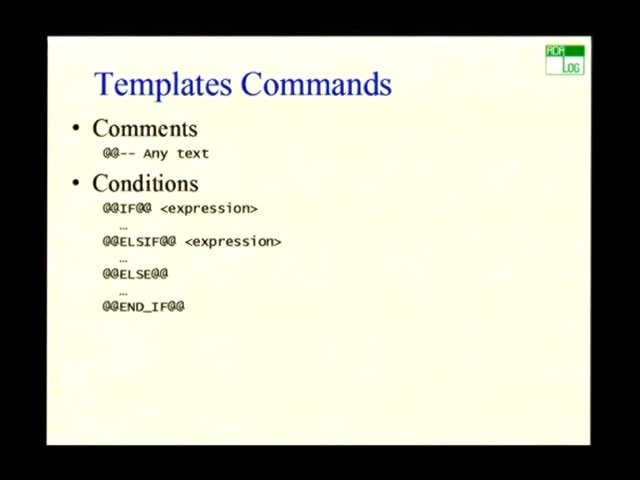 ADA
LOG
Templates Commands
• Comments
@@-- Any text
• Conditions
@@IF@@ <expression>
…
@@ELSIF@@ <expression>
…
@@ELSE@@
…
@@END_IF@@